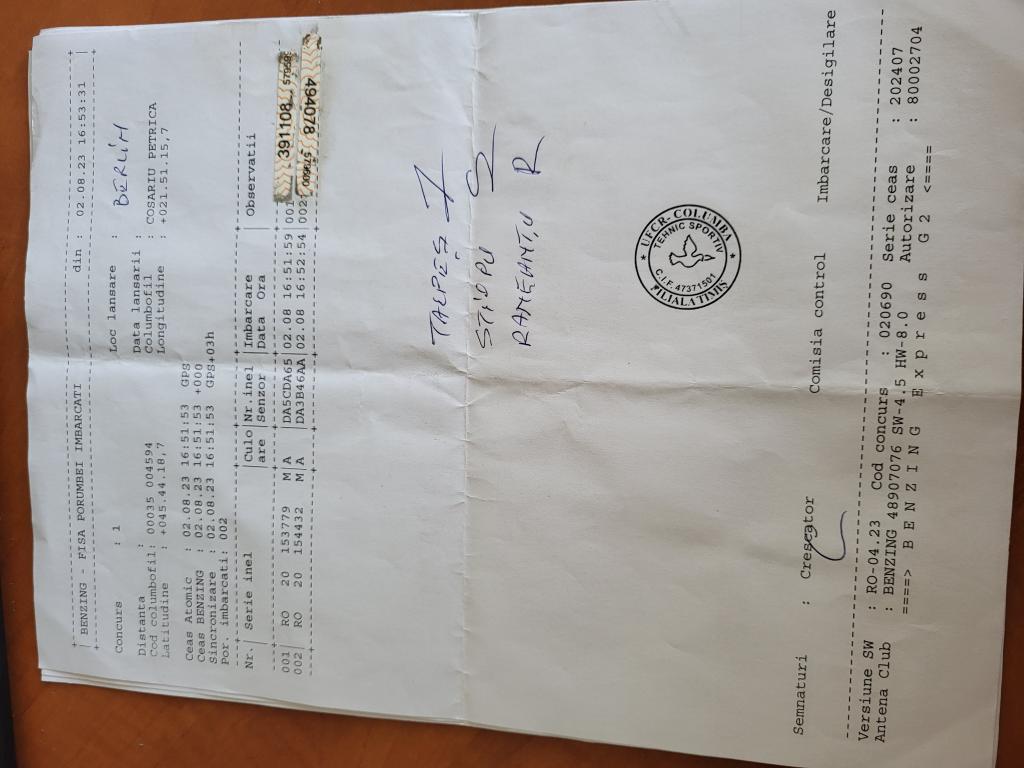 BENZING - FISA PORUMBEI IMBARCATI din : 02.08.23 16:53:31
Concurs : 1 Loc lansare : BERLIN
Distanta : Data lansarii :
Cod columbofil: 00035 004594 Columbofil : COSARIU PETRICA
Latitudine : +045.44.18,7 Longitudine : +021.51.15,7
Ceas Atomic : 02.08.23 16:51:53 GPS
Ceas BENZING : 02.08.23 16:51:53 +000
Sincronizare : 02.08.23 16:51:53 GPS+03h
Por. imbarcati: 002
Nr.| Serie inel |Culo|Nr.inel |Imbarcare | Observatii
|are |Senzor |Data Ora |
001| RO 20 153779 M|A |DA5CDA65|02.08 16:51:59|001 391108
002| RO 20 154432 M|A |DA3B46AA|02.08 16:52:54|002 494078
TALPEȘ
STIOPU
UFCR-COLUMBA
TEHNIC SPORTIV
C.I.F. 47371501
FILIALA TIMIS
Semnaturi : Crescator Comisia control Imbarcare/Desigilare
Versiune SW : RO-04.23 Cod concurs : 020690 Serie ceas : 202407
Antena Club : BENZING 48907076 SW-4.5 HW-8.0 Autorizare : 80002704
====> B E N Z I N G E x p r e s s G 2 <====